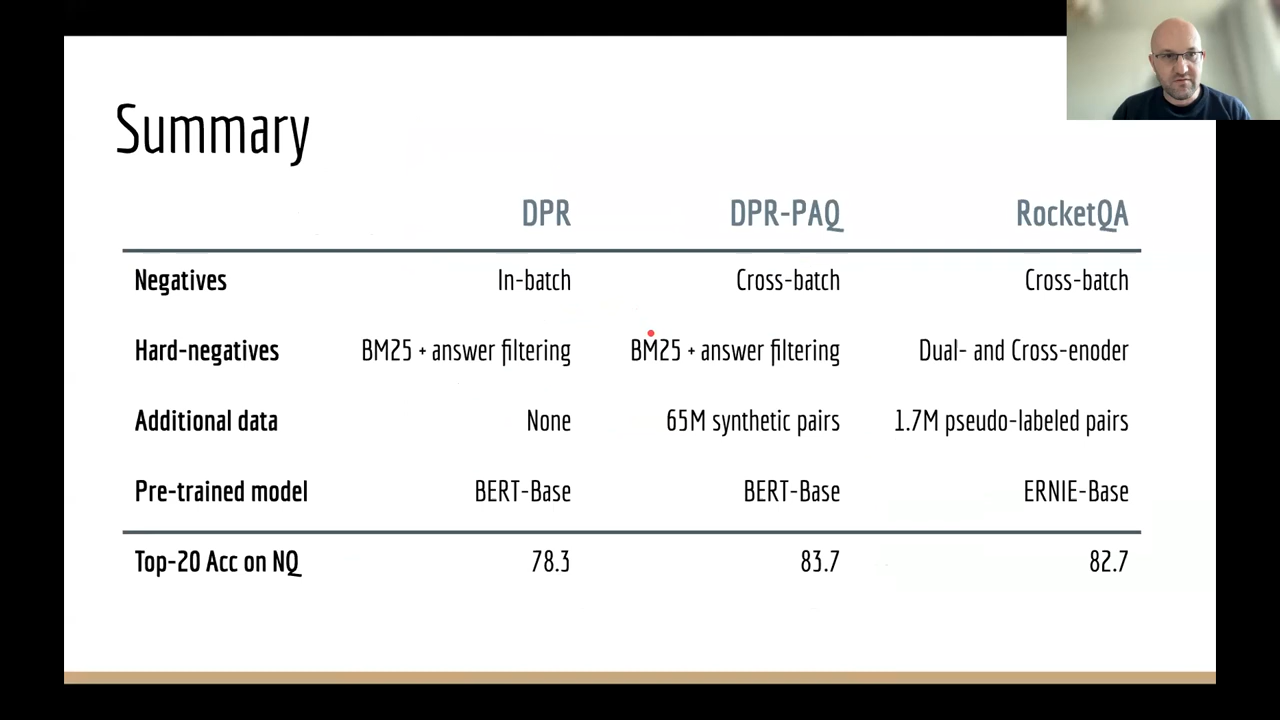 Summary
DPR DPR-PAQ RocketQA
Negatives In-batch Cross-batch Cross-batch
Hard-negatives BM25 + answer filtering BM25 + answer filtering Dual- and Cross-enoder
Additional data None 65M synthetic pairs 1.7M pseudo-labeled pairs
Pre-trained model BERT-Base BERT-Base ERNIE-Base
Top-20 Acc on NQ 78.3 83.7 82.7